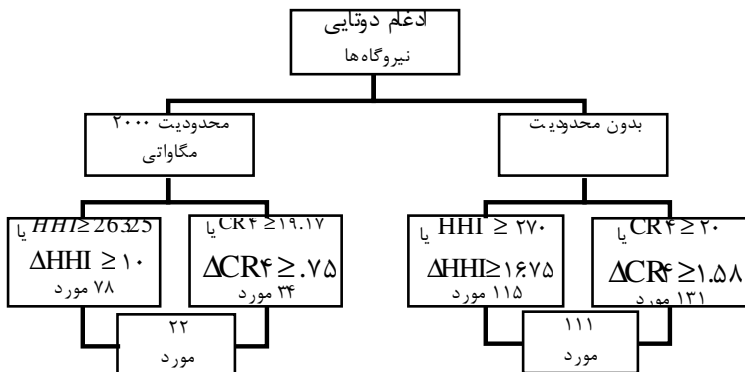 ادغام دوتایی
نیروگاه‌ها
بدون محدودیت
محدودیت ۲۰۰۰
مگاواتی
CR۴ ≥ ۲۰ یا
ΔCR۴ ≥ ۱.۵۸
۱۳۱ مورد
HHI ≥ ۲۷۰ یا
ΔHHI ≥ ۱۶.۷۵
۱۱۵ مورد
۱۱۱
مورد
CR۴ ≥ ۱۹.۱۷ یا
ΔCR۴ ≥ .۷۵
۳۴ مورد
HHI ≥ 263.25 یا
ΔHHI ≥ ۱۰
۷۸ مورد
۲۲
مورد